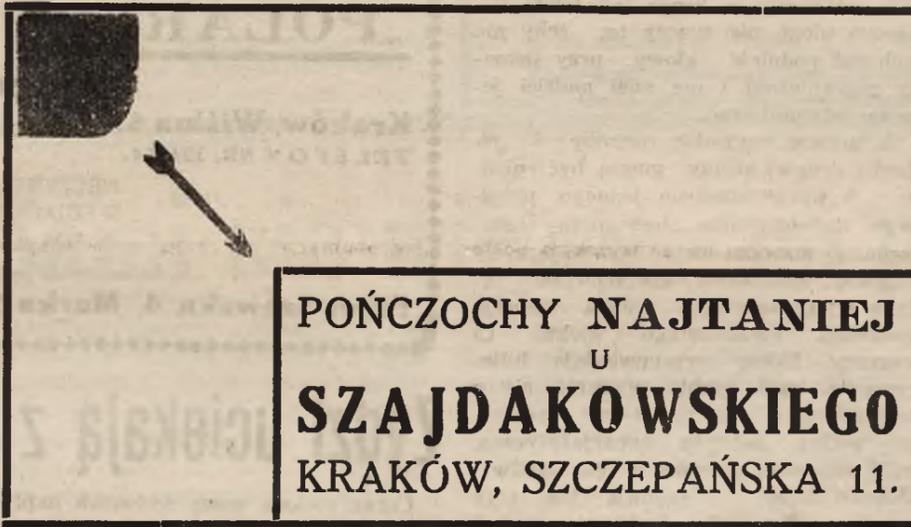 POŃCZOCHY NAJTANIEJ
U
SZAJDAKOWSKIEGO
KRAKÓW, SZCZEPAŃSKA 11.